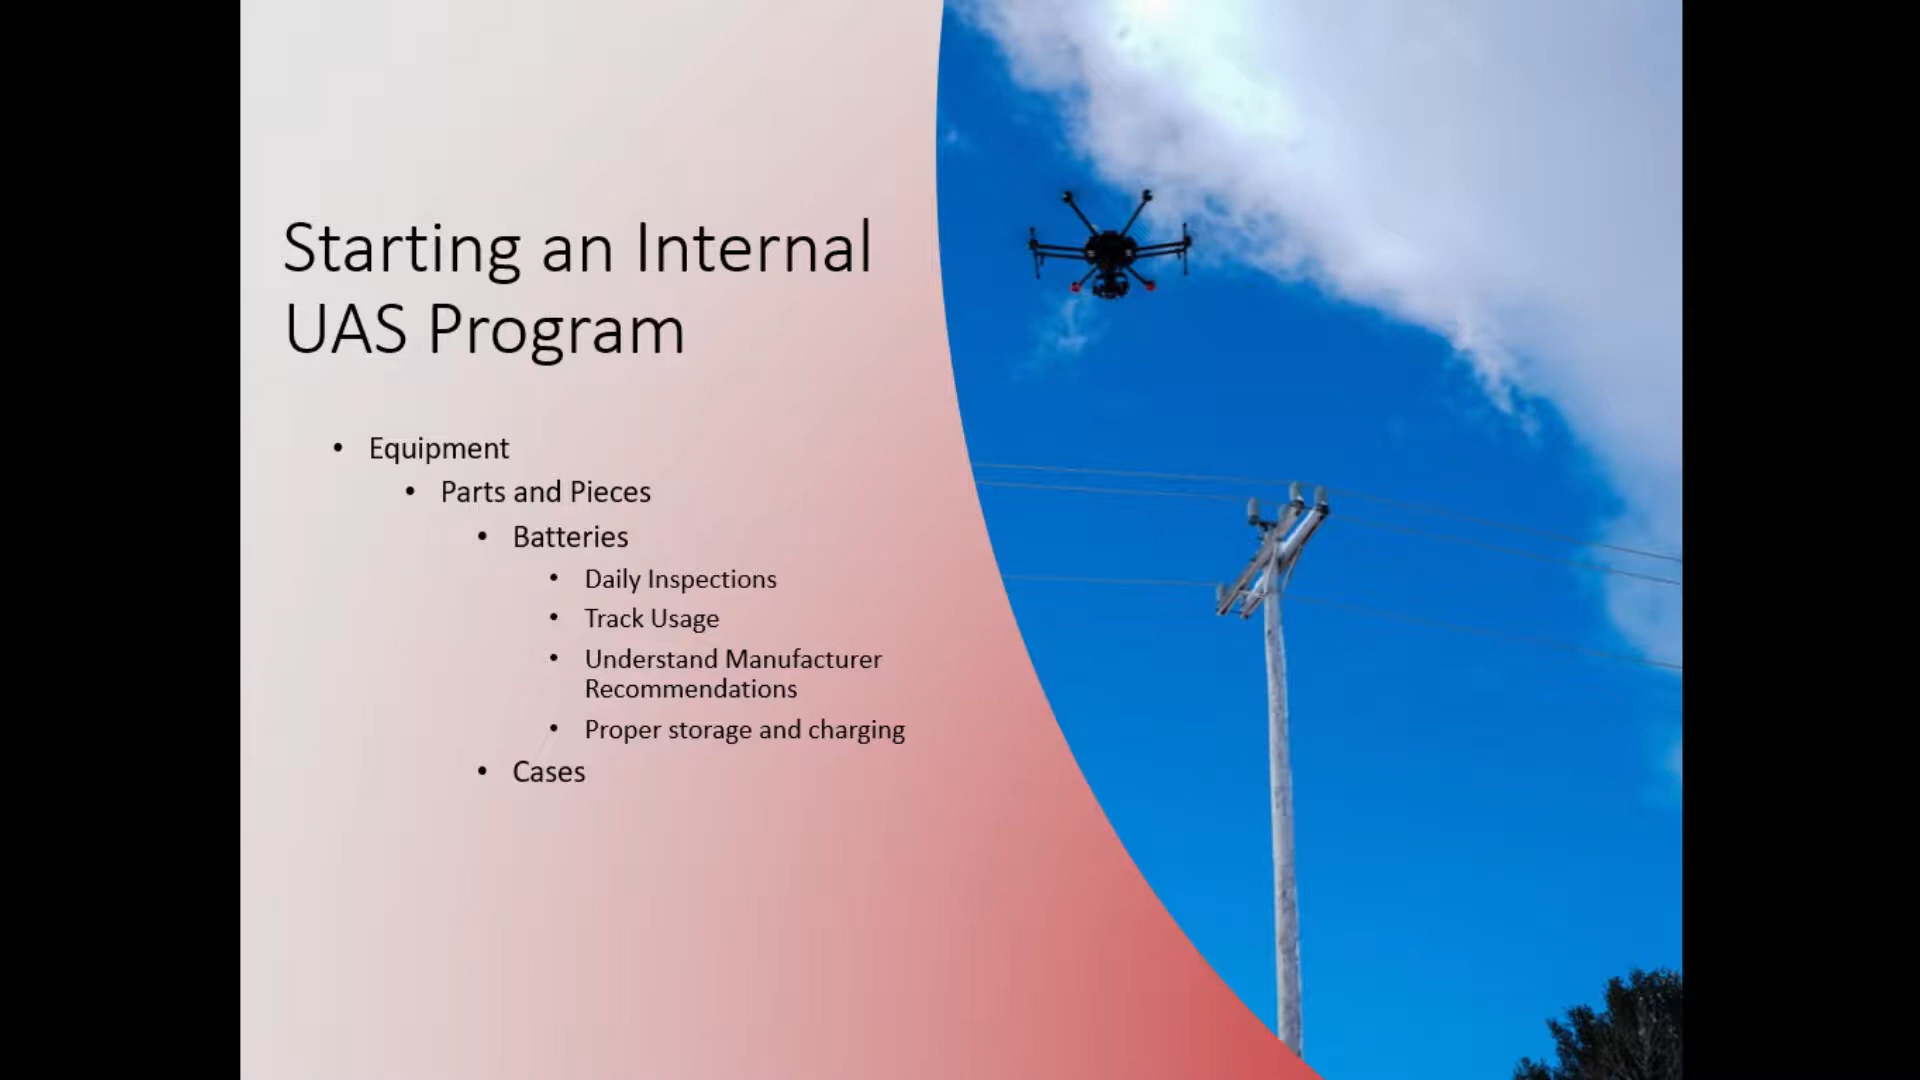 Starting an Internal
UAS Program
• Equipment
• Parts and Pieces
• Batteries
• Daily Inspections
• Track Usage
• Understand Manufacturer
Recommendations
• Proper storage and charging
• Cases